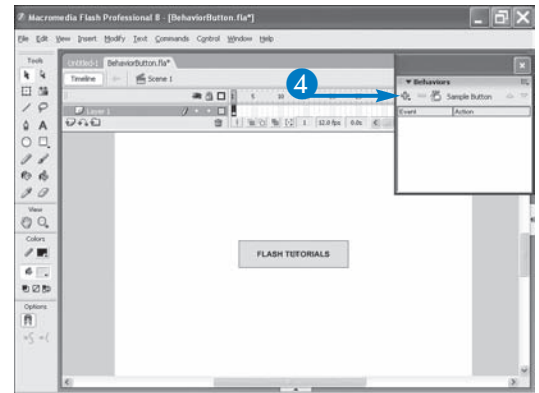 Macromedia Flash Professional 8 - [BehaviorButton.fla*]
File Edit View Insert Modify Text Commands Control Window Help
Tools
Untitled-1 BehaviorButton.fla*
Timeline Scene 1
4
Behaviors
Sample Button
Event Action
5 10
Layer 1
1 12.0 fps 0.0s
A
View
Colors
Options
FLASH TUTORIALS